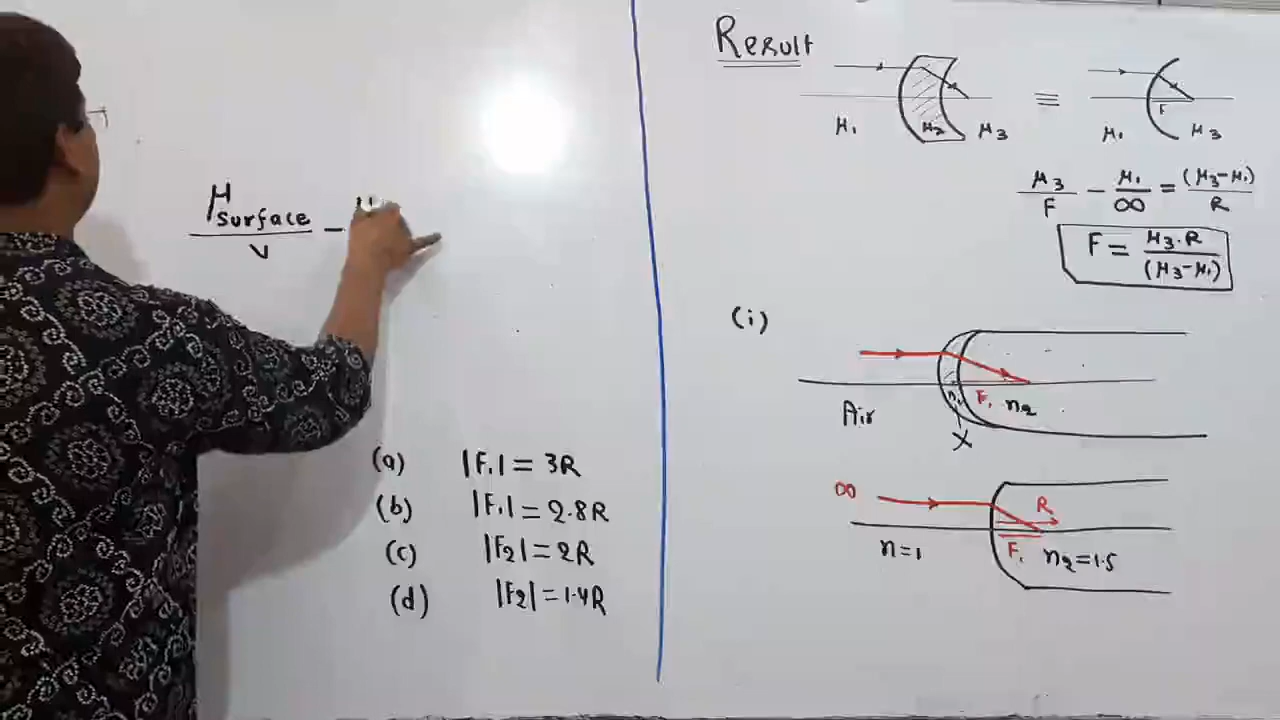 μsurface/v − μ
(a) |F₁| = 3R
(b) |F₁| = 2.8R
(c) |F₂| = 2R
(d) |F₂| = 1.4R
Result
μ₁ μ₂ μ₃ ≡ F μ₁ μ₃
μ₃/F − μ₁/∞ = (μ₃−μ₁)/R
F = μ₃.R/(μ₃−μ₁)
(i)
Air n₁ F₁ n₂
X
∞ R
n=1 F₁ n₂=1.5